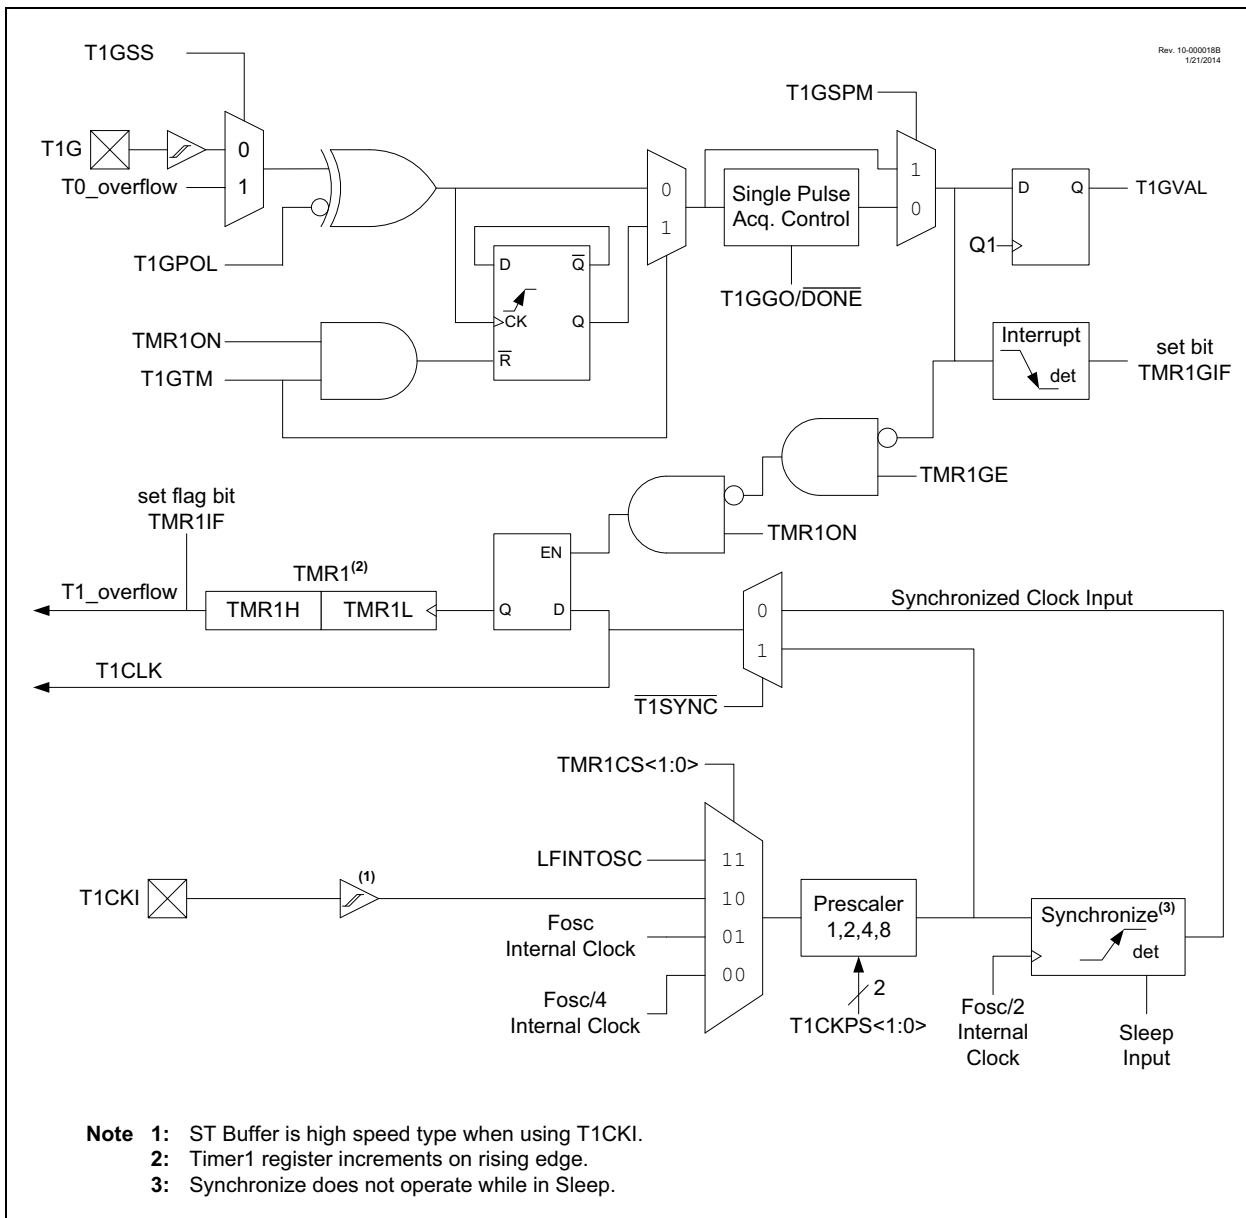 Rev. 10-000018B
1/21/2014
T1GSS
T1GSPM
T1G
0
T0_overflow
1
T1GPOL
D
Q
CK
Q
R
TMR1ON
T1GTM
0
1
Single Pulse
Acq. Control
T1GGO/DONE
1
0
D
Q
T1GVAL
Q1
Interrupt
det
set bit
TMR1GIF
TMR1GE
TMR1ON
set flag bit
TMR1IF
TMR1(2)
T1_overflow
TMR1H
TMR1L
EN
Q
D
T1CLK
0
1
Synchronized Clock Input
T1SYNC
TMR1CS<1:0>
LFINTOSC
11
T1CKI
(1)
10
Fosc
Internal Clock
01
Fosc/4
Internal Clock
00
Prescaler
1,2,4,8
2
T1CKPS<1:0>
Synchronize(3)
det
Fosc/2
Internal
Clock
Sleep
Input
Note 1: ST Buffer is high speed type when using T1CKI.
2: Timer1 register increments on rising edge.
3: Synchronize does not operate while in Sleep.